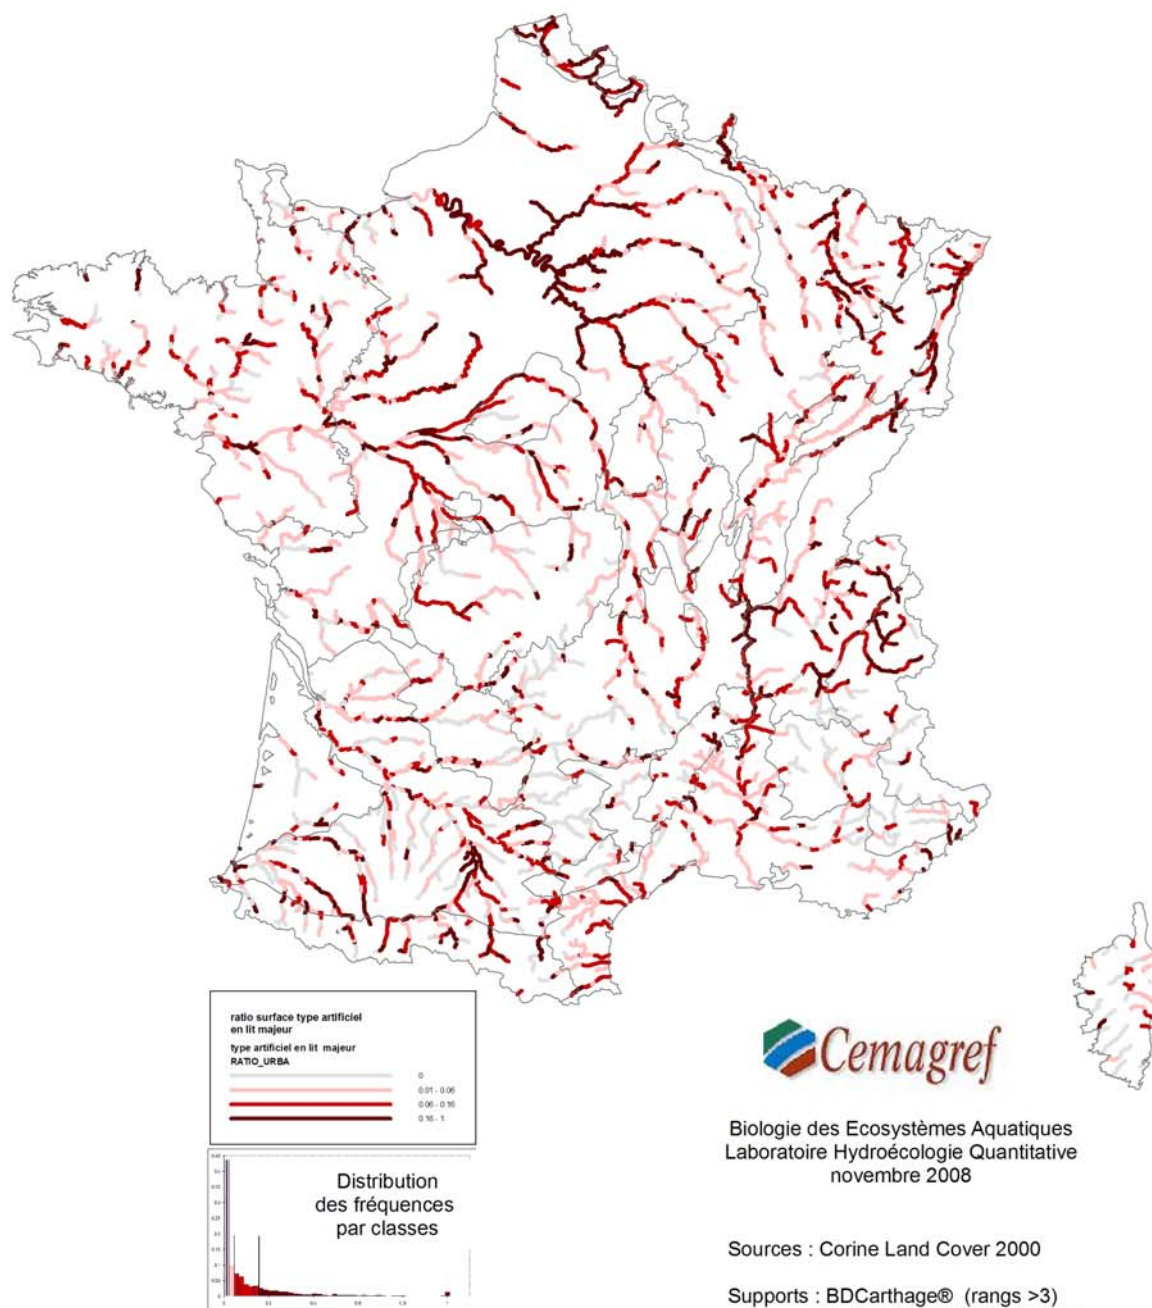 ratio surface type artificiel
en lit majeur
type artificiel en lit majeur
RATIO_URBA
0
0.01 - 0.06
0.06 - 0.16
0.16 - 1
Distribution
des fréquences
par classes
Cemagref
Biologie des Ecosystèmes Aquatiques
Laboratoire Hydroécologie Quantitative
novembre 2008
Sources : Corine Land Cover 2000
Supports : BDCarthage® (rangs >3)